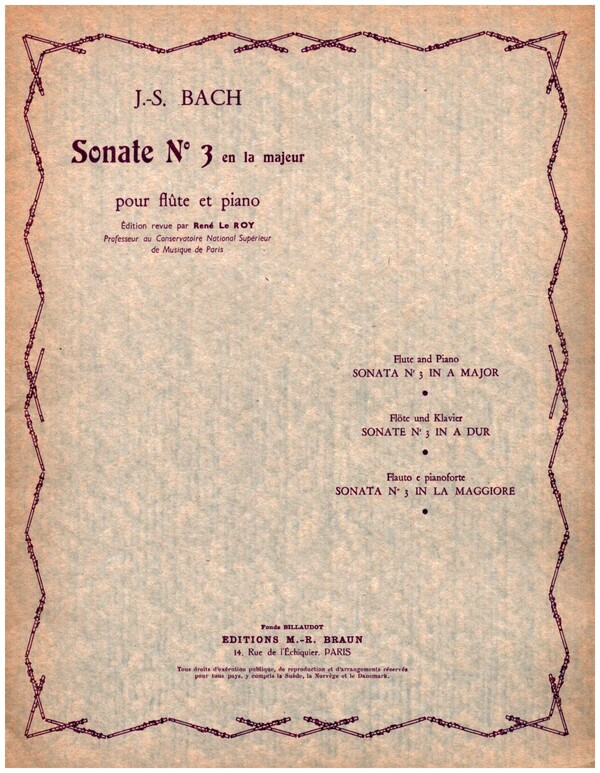 J.-S. BACH
Sonate N° 3 en la majeur
pour flûte et piano
Édition revue par René Le ROY
Professeur au Conservatoire National Supérieur
de Musique de Paris
Flute and Piano
SONATA N° 3 IN A MAJOR
Flöte und Klavier
SONATE N° 3 IN A DUR
Flauto e pianoforte
SONATA N° 3 IN LA MAGGIORE
Fonds BILLAUDOT
EDITIONS M.-R. BRAUN
14, Rue de l'Échiquier, PARIS
Tous droits d'exécution publique, de reproduction et d'arrangements réservés
pour tous pays, y compris la Suède, la Norvège et le Danemark.